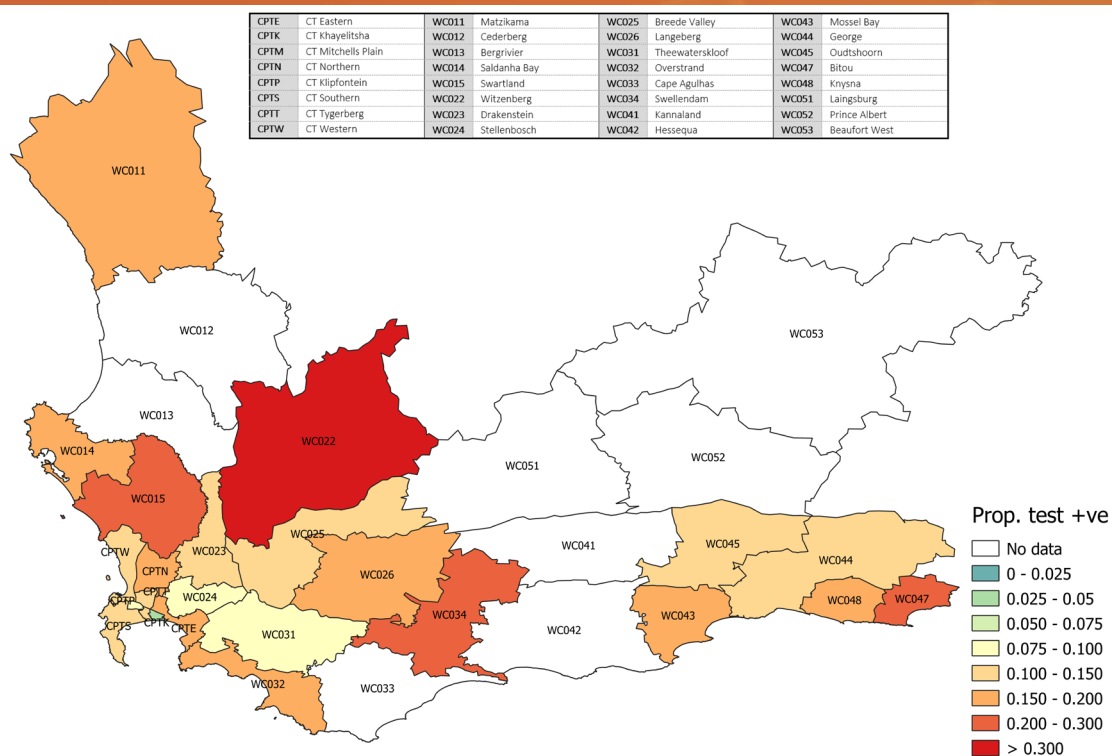 CPTE CT Eastern WC011 Matzikama WC025 Breede Valley WC043 Mossel Bay
CPTK CT Khayelitsha WC012 Cederberg WC026 Langeberg WC044 George
CPTM CT Mitchells Plain WC013 Bergrivier WC031 Theewaterskloof WC045 Oudtshoorn
CPTN CT Northern WC014 Saldanha Bay WC032 Overstrand WC047 Bitou
CPTP CT Klipfontein WC015 Swartland WC033 Cape Agulhas WC048 Knysna
CPTS CT Southern WC022 Witzenberg WC034 Swellendam WC051 Laingsburg
CPTT CT Tygerberg WC023 Drakenstein WC041 Kannaland WC052 Prince Albert
CPTW CT Western WC024 Stellenbosch WC042 Hessequa WC053 Beaufort West
WC011
WC012
WC053
WC013
WC022
WC014
WC052
WC051
WC015
WC025
WC045
WC041
CPTW
WC023
WC044
CPTN
WC026
CPTT
WC024
CPTP
WC048
WC047
WC034
WC043
CPTS
CPTK
CPTE
WC031
WC042
WC032
WC033
Prop. test +ve
No data
0 - 0.025
0.025 - 0.05
0.050 - 0.075
0.075 - 0.100
0.100 - 0.150
0.150 - 0.200
0.200 - 0.300
> 0.300